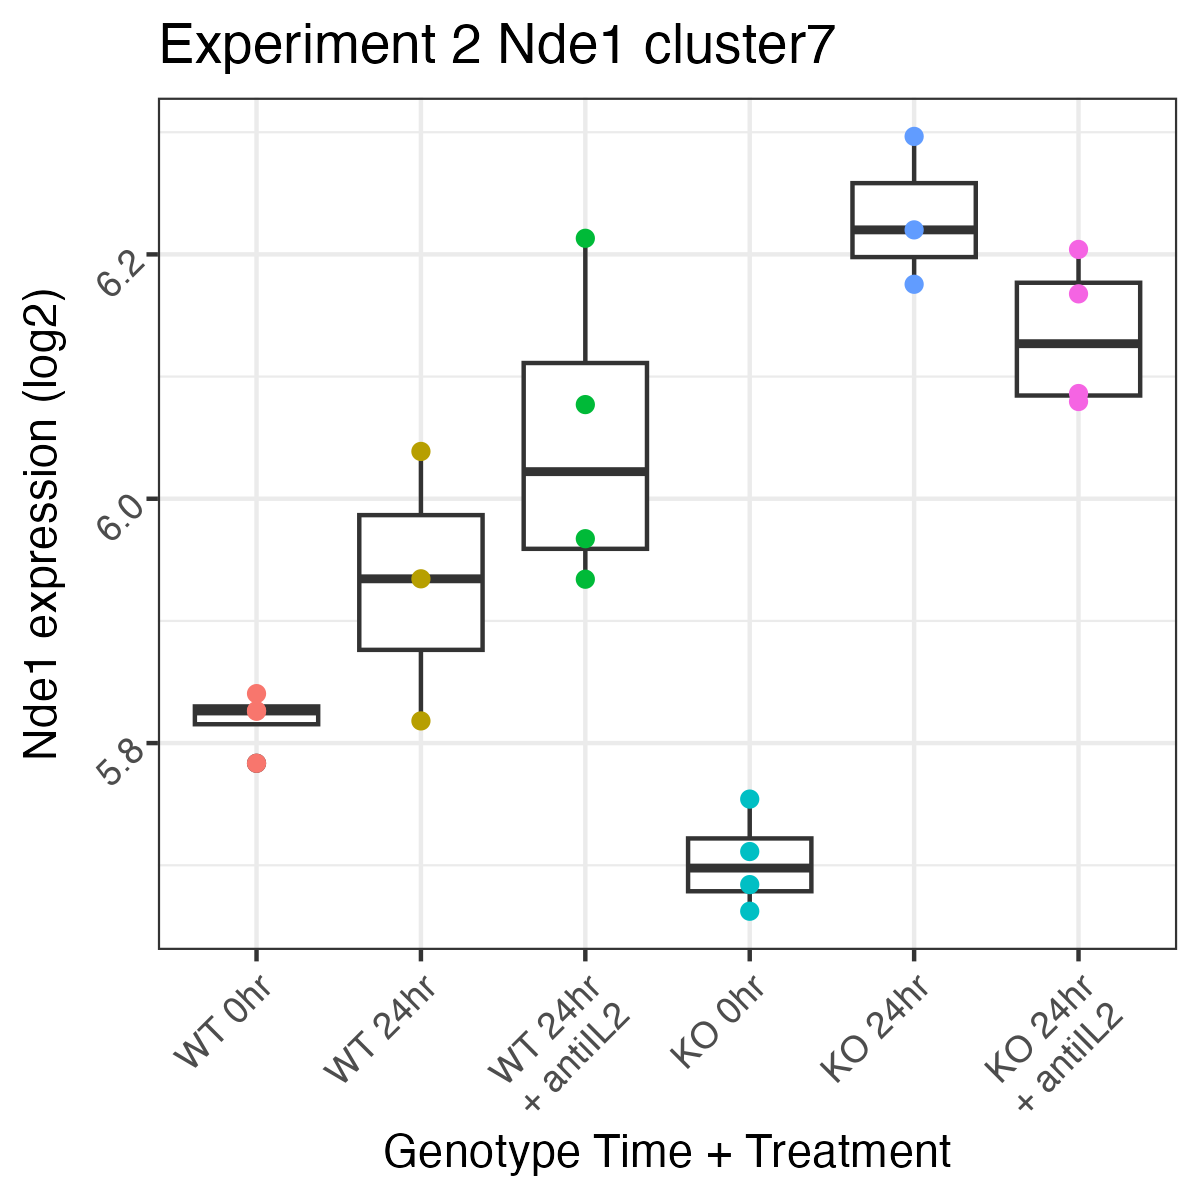 Experiment 2 Nde1 cluster7
Nde1 expression (log2)
6.2
6.0
5.8
WT 0hr
WT 24hr
WT 24hr
+ antiIL2
KO 0hr
KO 24hr
KO 24hr
+ antiIL2
Genotype Time + Treatment